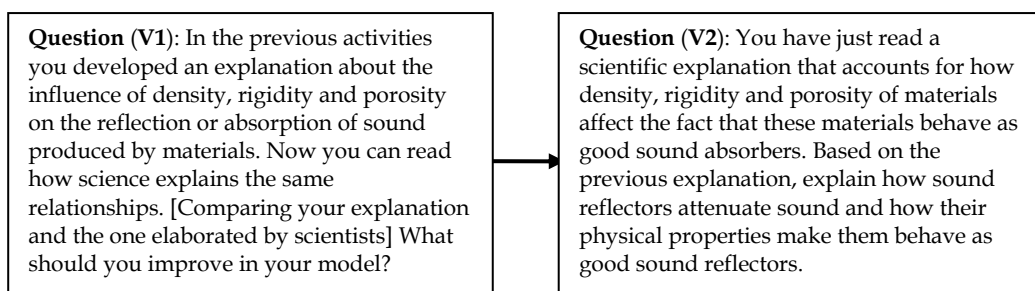 Question (V1): In the previous activities
you developed an explanation about the
influence of density, rigidity and porosity
on the reflection or absorption of sound
produced by materials. Now you can read
how science explains the same
relationships. [Comparing your explanation
and the one elaborated by scientists] What
should you improve in your model?
Question (V2): You have just read a
scientific explanation that accounts for how
density, rigidity and porosity of materials
affect the fact that these materials behave as
good sound absorbers. Based on the
previous explanation, explain how sound
reflectors attenuate sound and how their
physical properties make them behave as
good sound reflectors.